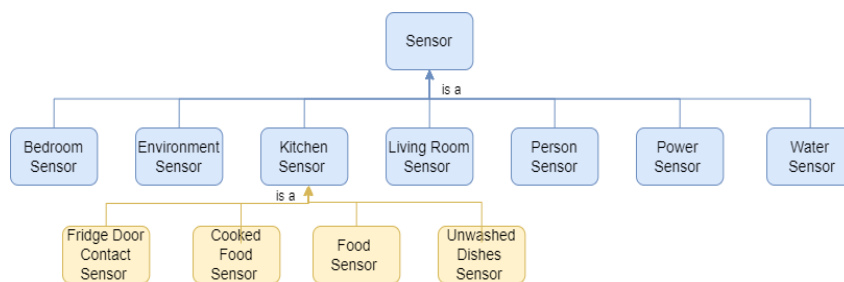 Sensor
is a
Bedroom
Sensor
Environment
Sensor
Kitchen
Sensor
Living Room
Sensor
Person
Sensor
Power
Sensor
Water
Sensor
is a
Fridge Door
Contact
Sensor
Cooked
Food
Sensor
Food
Sensor
Unwashed
Dishes
Sensor